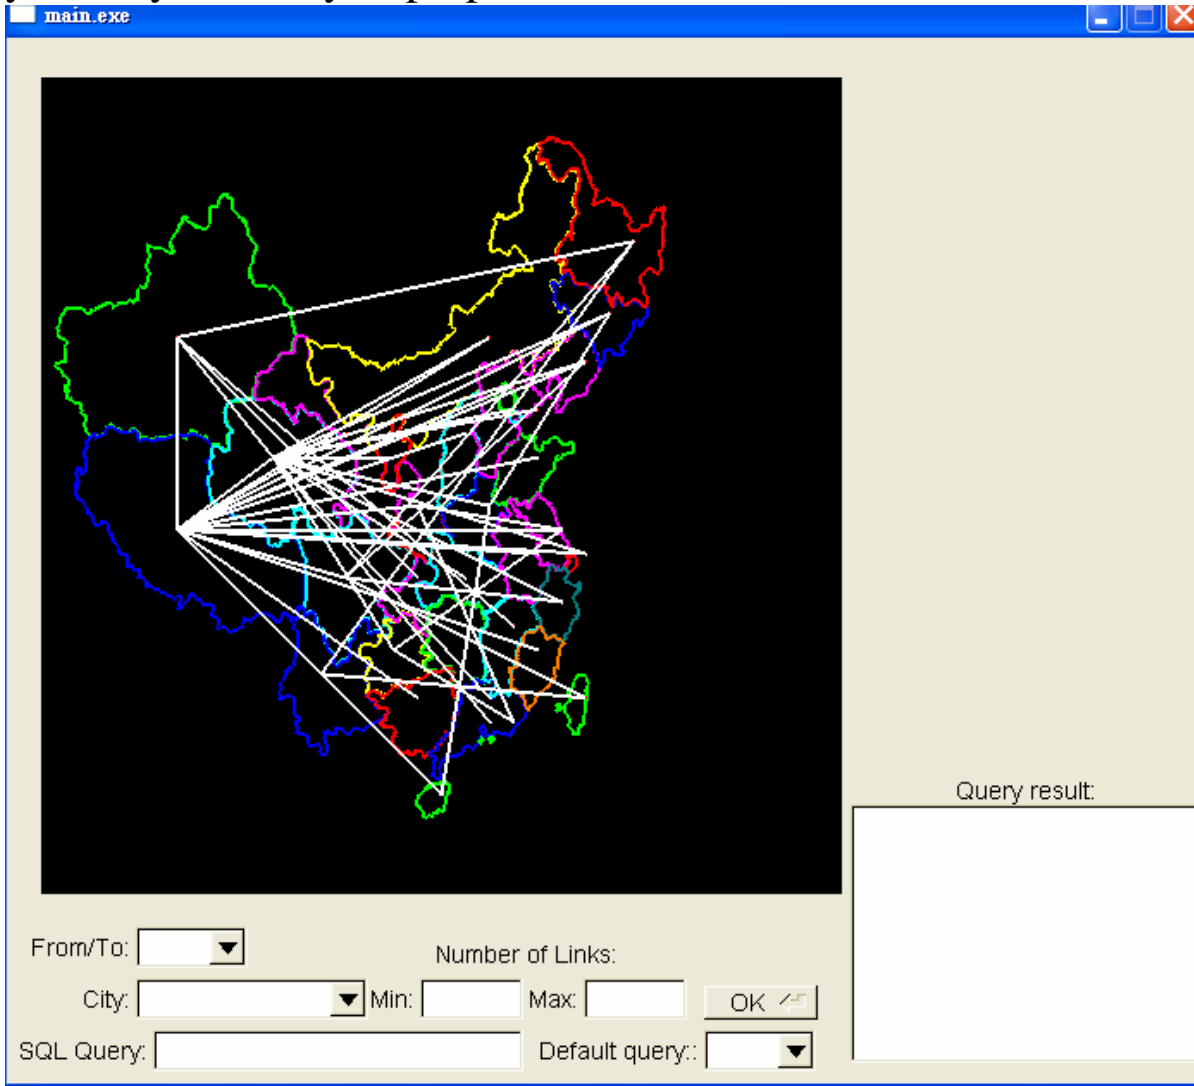 main.exe
Query result:
From/To:
Number of Links:
City:
Min:
Max:
OK
SQL Query:
Default query::